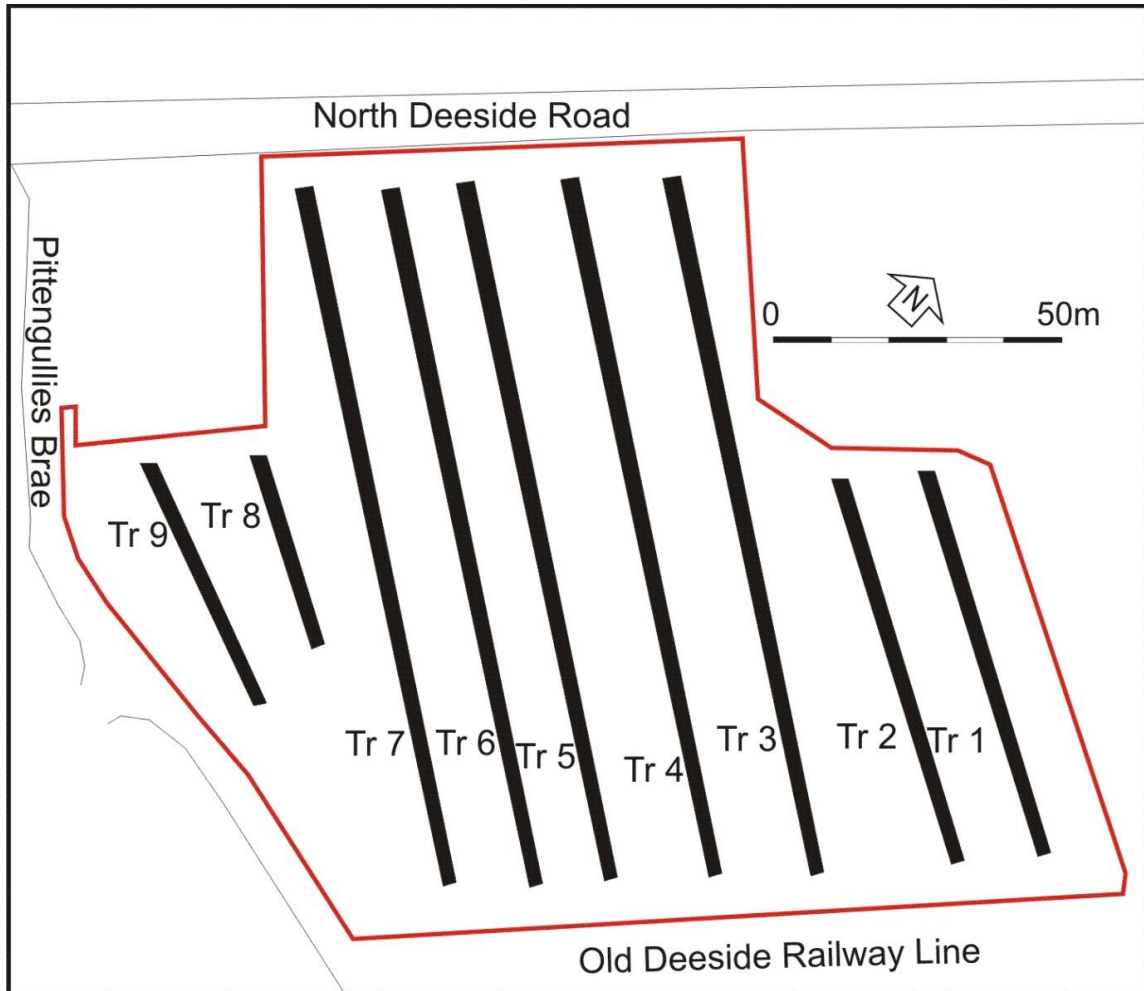 North Deeside Road
Pittengullies Brae
N
0 50m
Tr 9
Tr 8
Tr 7
Tr 6
Tr 5
Tr 4
Tr 3
Tr 2
Tr 1
Old Deeside Railway Line